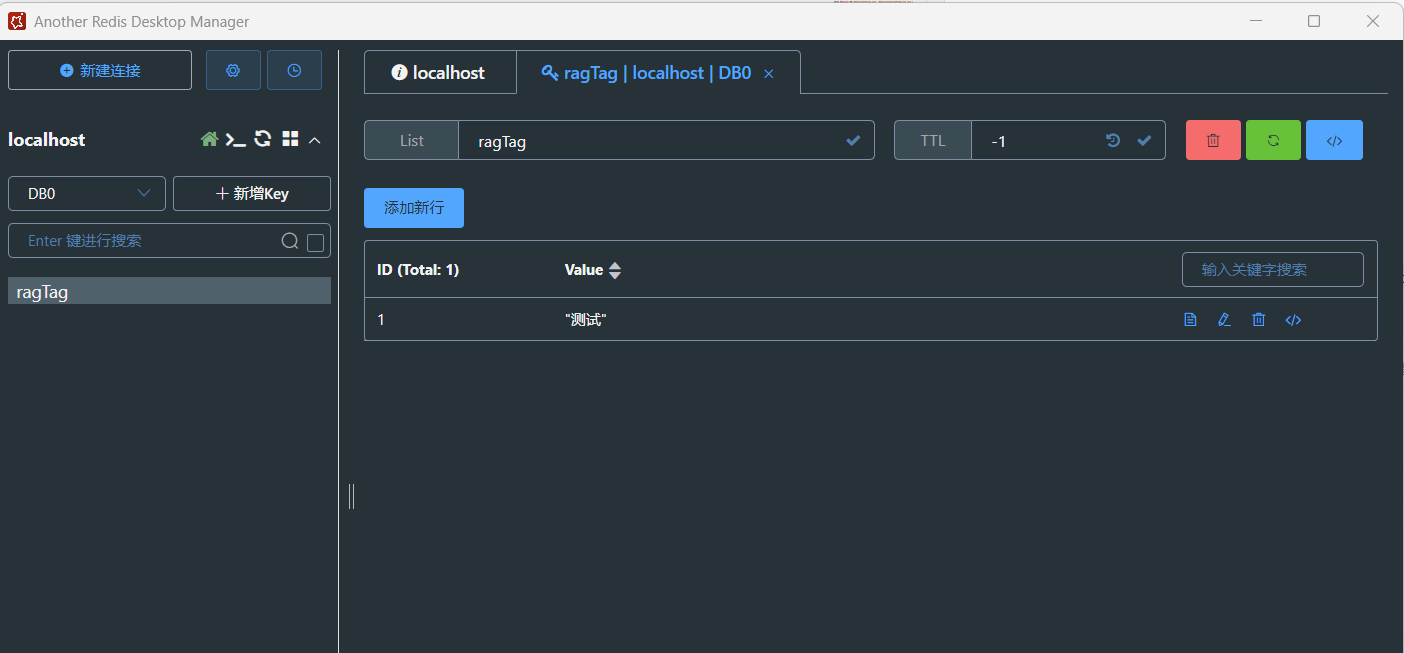 Another Redis Desktop Manager
新建连接
localhost
DB0
新增Key
Enter 键进行搜索
ragTag
localhost
ragTag | localhost | DB0
List
ragTag
TTL
-1
添加新行
ID (Total: 1)
Value
输入关键字搜索
1
"测试"